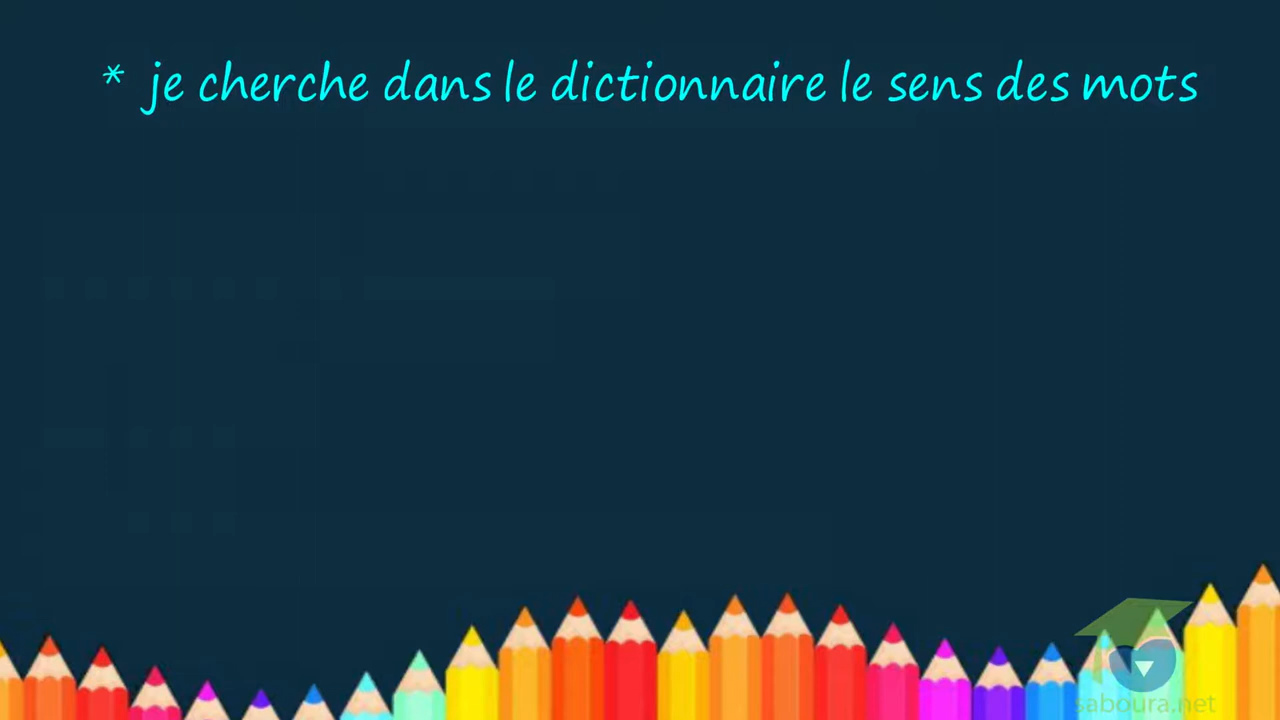 * je cherche dans le dictionnaire le sens des mots
saboura.net